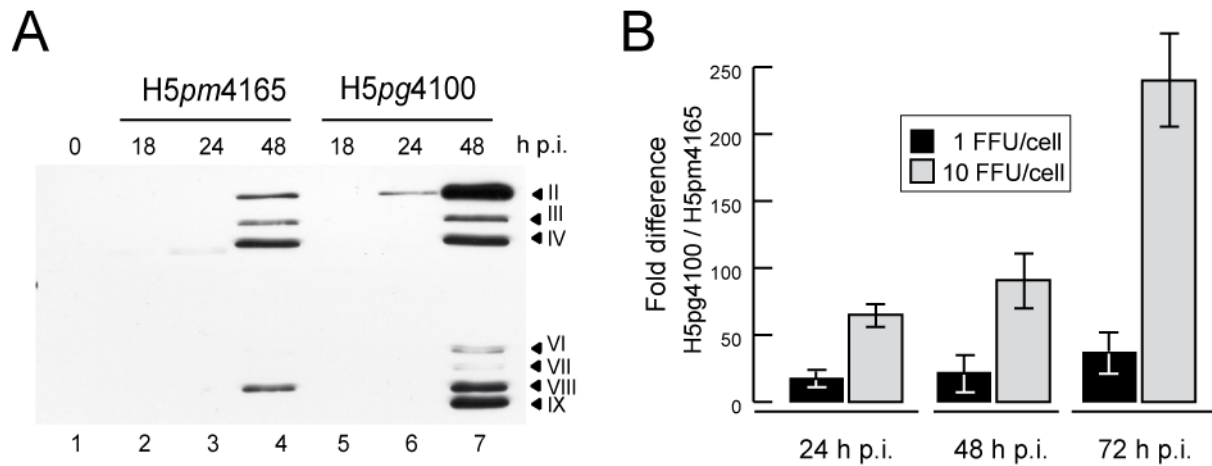 A
H5pm4165 H5pg4100
0 18 24 48 18 24 48 h p.i.
II
III
IV
VI
VII
VIII
IX
1 2 3 4 5 6 7
B
Fold difference
H5pg4100 / H5pm4165
250
200
150
100
50
0
1 FFU/cell
10 FFU/cell
24 h p.i. 48 h p.i. 72 h p.i.